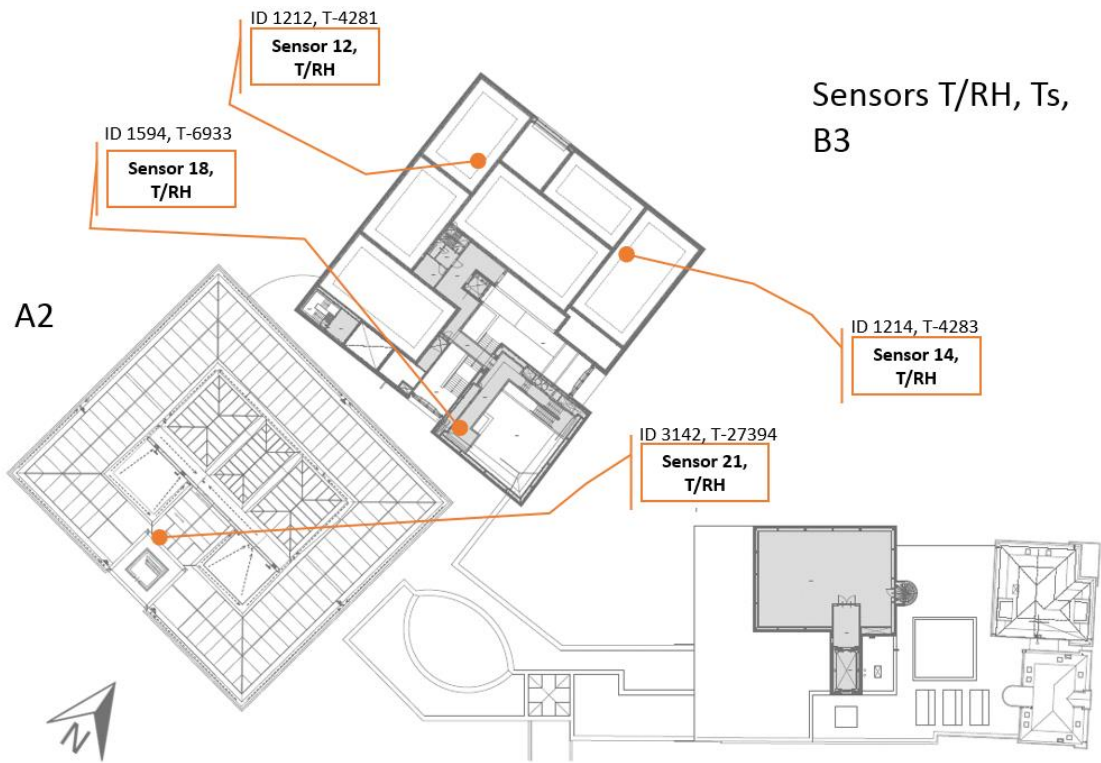 ID 1212, T-4281
Sensor 12,
T/RH
Sensors T/RH, Ts,
B3
ID 1594, T-6933
Sensor 18,
T/RH
A2
ID 1214, T-4283
Sensor 14,
T/RH
ID 3142, T-27394
Sensor 21,
T/RH
N